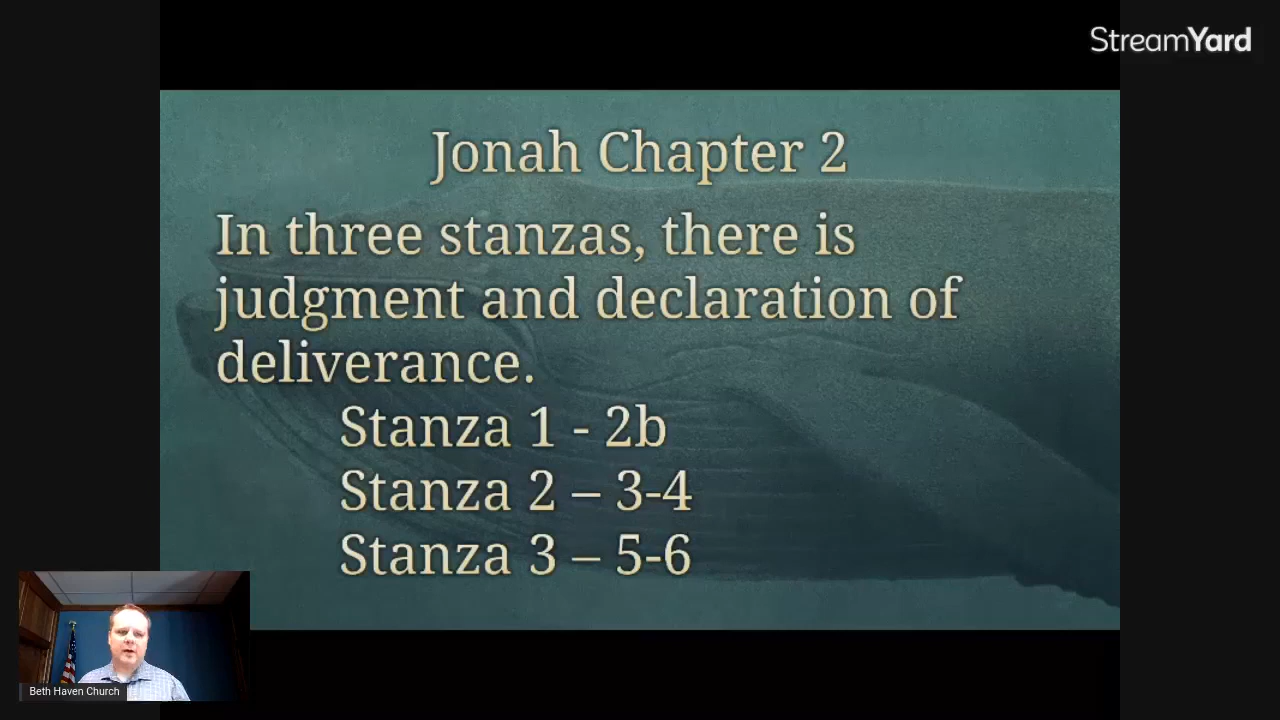 StreamYard
Jonah Chapter 2
In three stanzas, there is
judgment and declaration of
deliverance.
Stanza 1 - 2b
Stanza 2 – 3-4
Stanza 3 – 5-6
Beth Haven Church